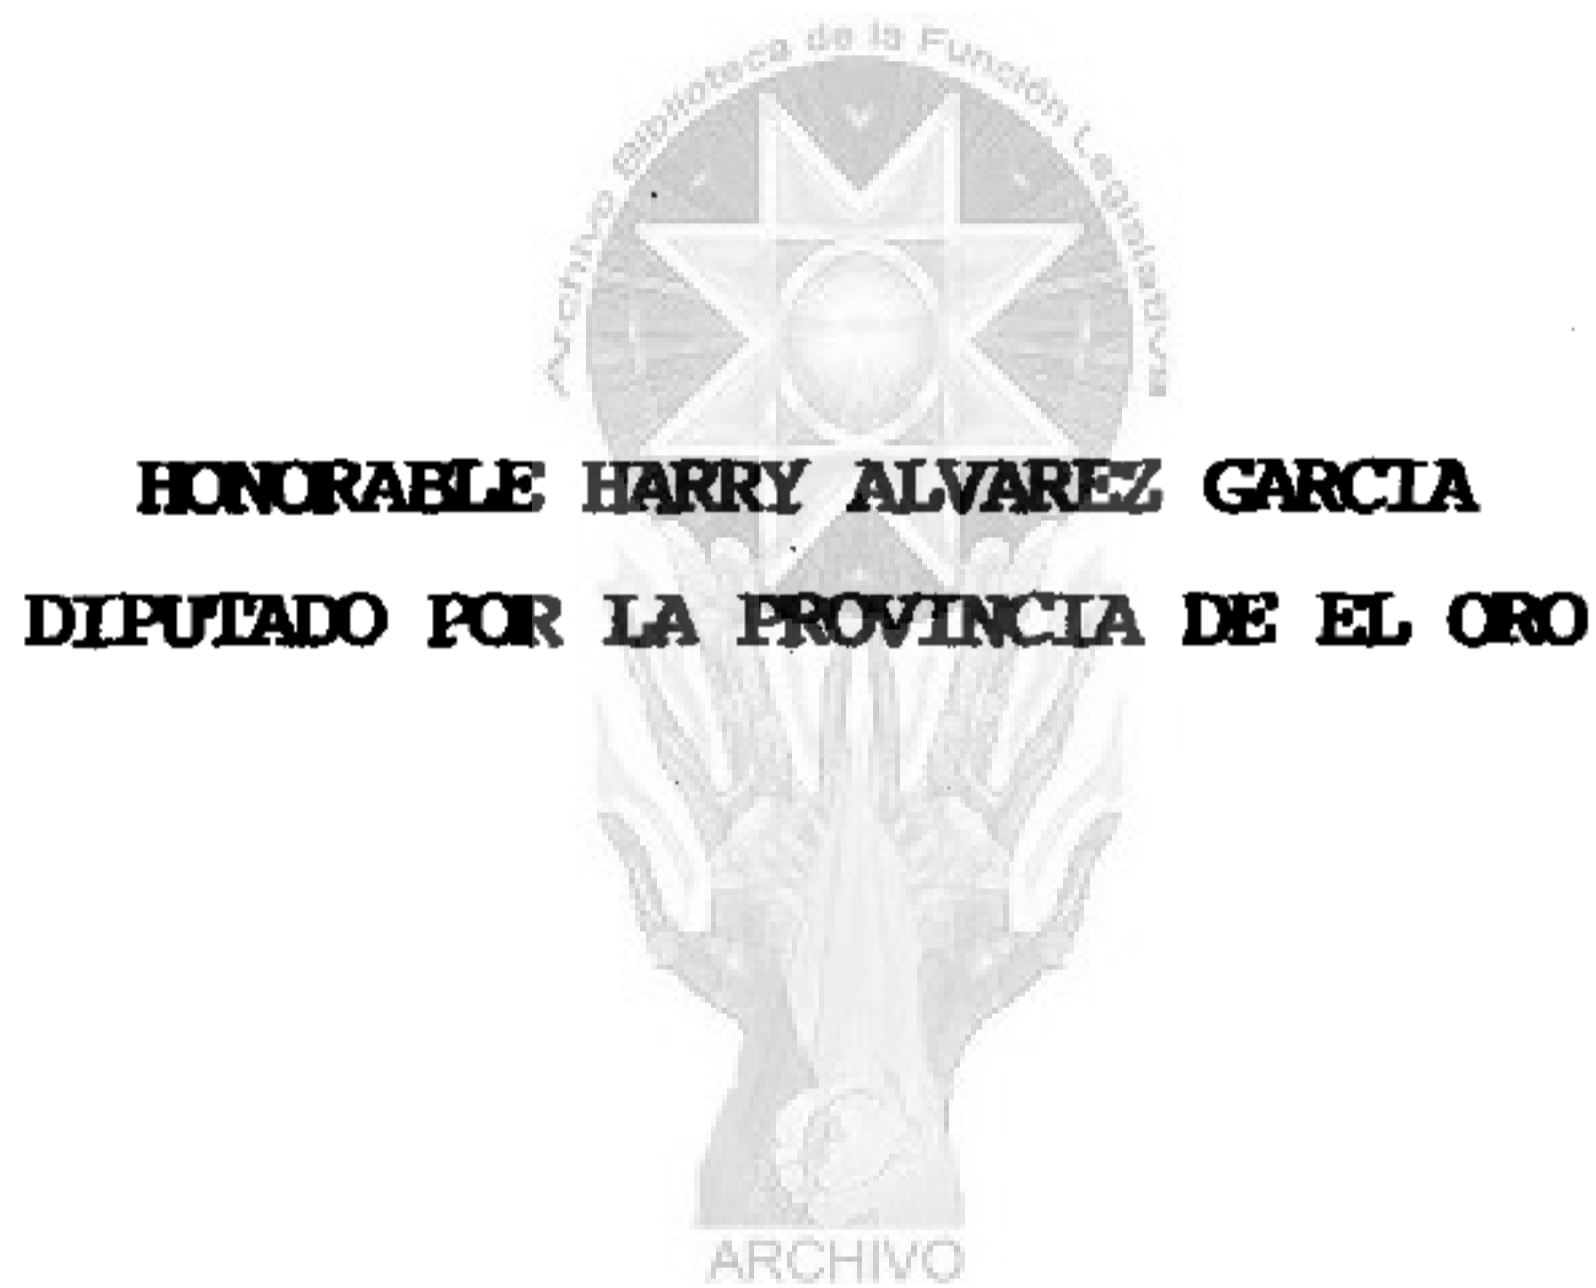 Archivo Biblioteca de la Función Legislativa
HONORABLE HARRY ALVAREZ GARCIA
DIPUTADO POR LA PROVINCIA DE EL ORO
ARCHIVO